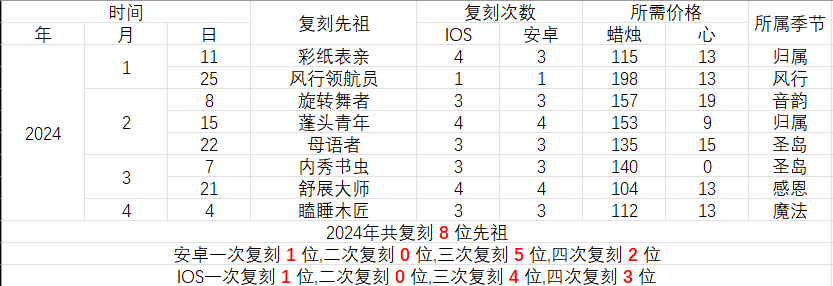 时间 复刻先祖 复刻次数 所需价格 所属季节
年 月 日 IOS 安卓 蜡烛 心
2024 1 11 彩纸表亲 4 3 115 13 归属
25 风行领航员 1 1 198 13 风行
2 8 旋转舞者 3 3 157 19 音韵
15 蓬头青年 4 4 153 9 归属
22 母语者 3 3 135 15 圣岛
3 7 内秀书虫 3 3 140 0 圣岛
21 舒展大师 4 4 104 13 感恩
4 4 瞌睡木匠 3 3 112 13 魔法
2024年共复刻 8 位先祖
安卓一次复刻 1 位,二次复刻 0 位,三次复刻 5 位,四次复刻 2 位
IOS一次复刻 1 位,二次复刻 0 位,三次复刻 4 位,四次复刻 3 位